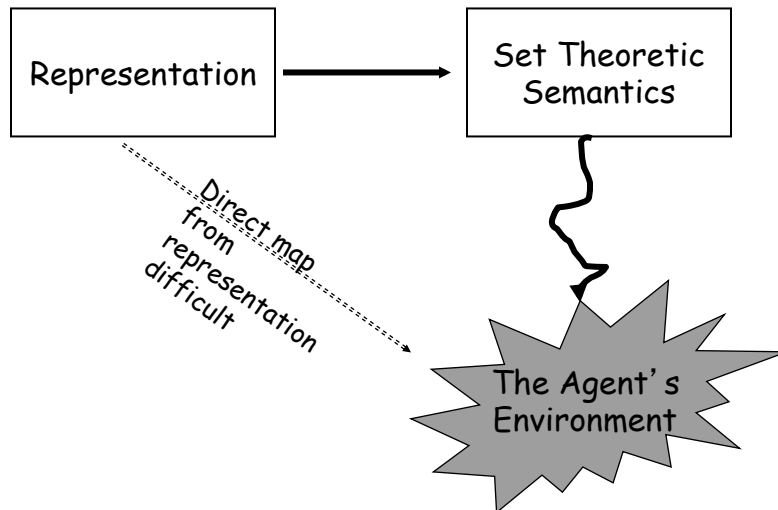 Representation
Set Theoretic
Semantics
Direct map
from
representation
difficult
The Agent’s
Environment